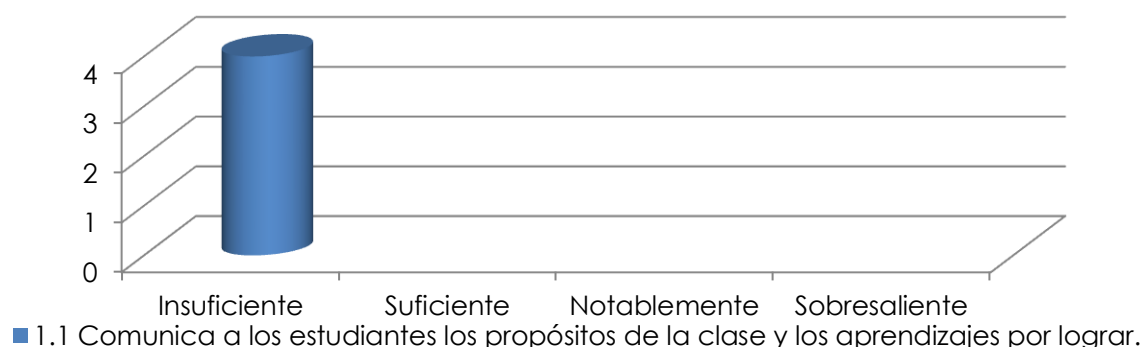 4
3
2
1
0
Insuficiente Suficiente Notablemente Sobresaliente
1.1 Comunica a los estudiantes los propósitos de la clase y los aprendizajes por lograr.